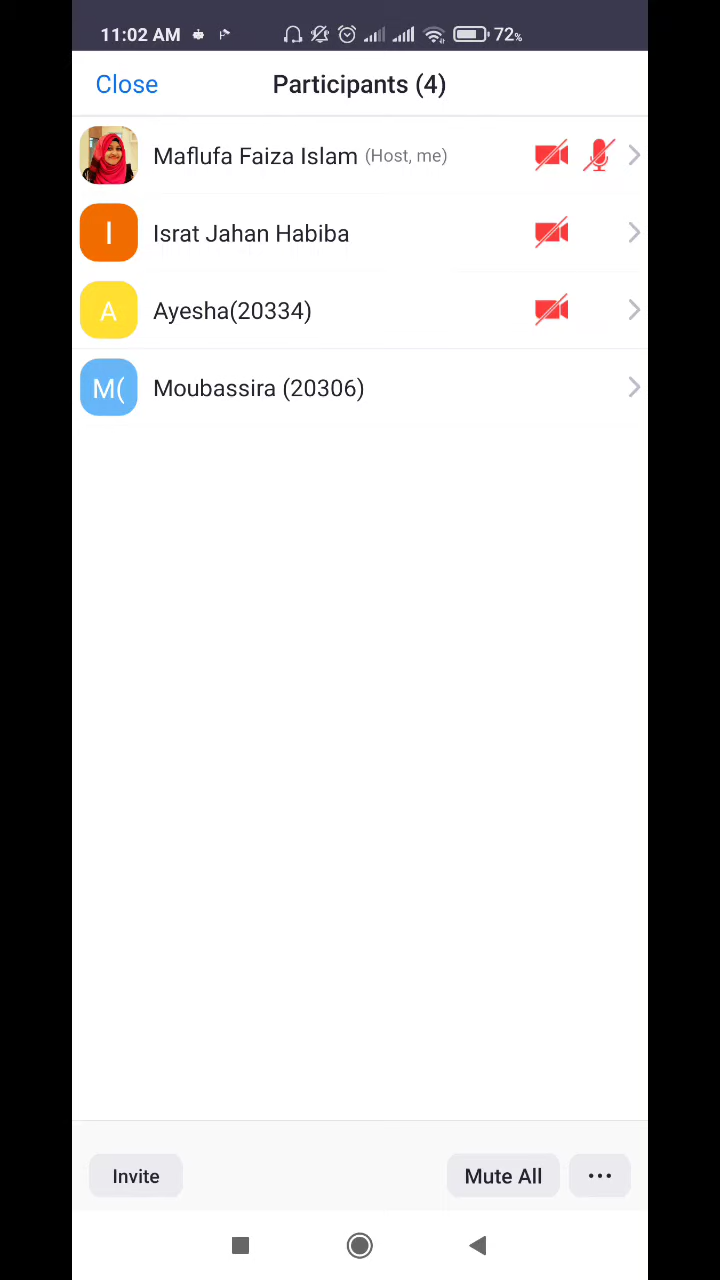 11:02 AM 72%
Close Participants (4)
Maflufa Faiza Islam (Host, me)
I Israt Jahan Habiba
A Ayesha(20334)
M( Moubassira (20306)
Invite Mute All ...